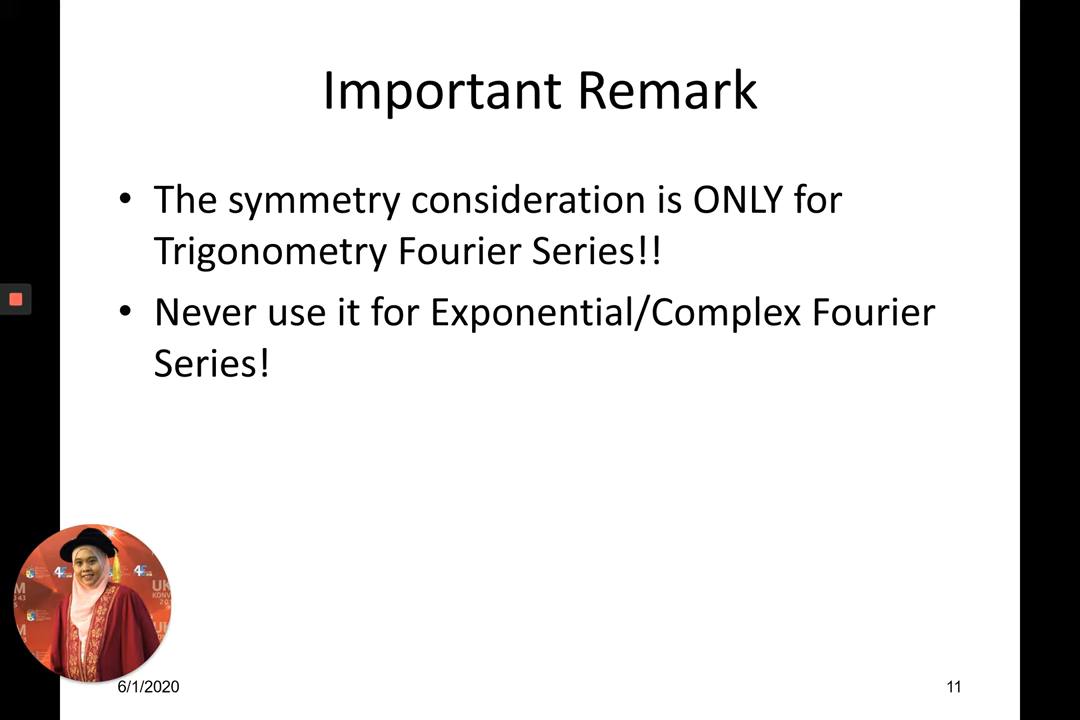 Important Remark
• The symmetry consideration is ONLY for
Trigonometry Fourier Series!!
• Never use it for Exponential/Complex Fourier
Series!
6/1/2020
11